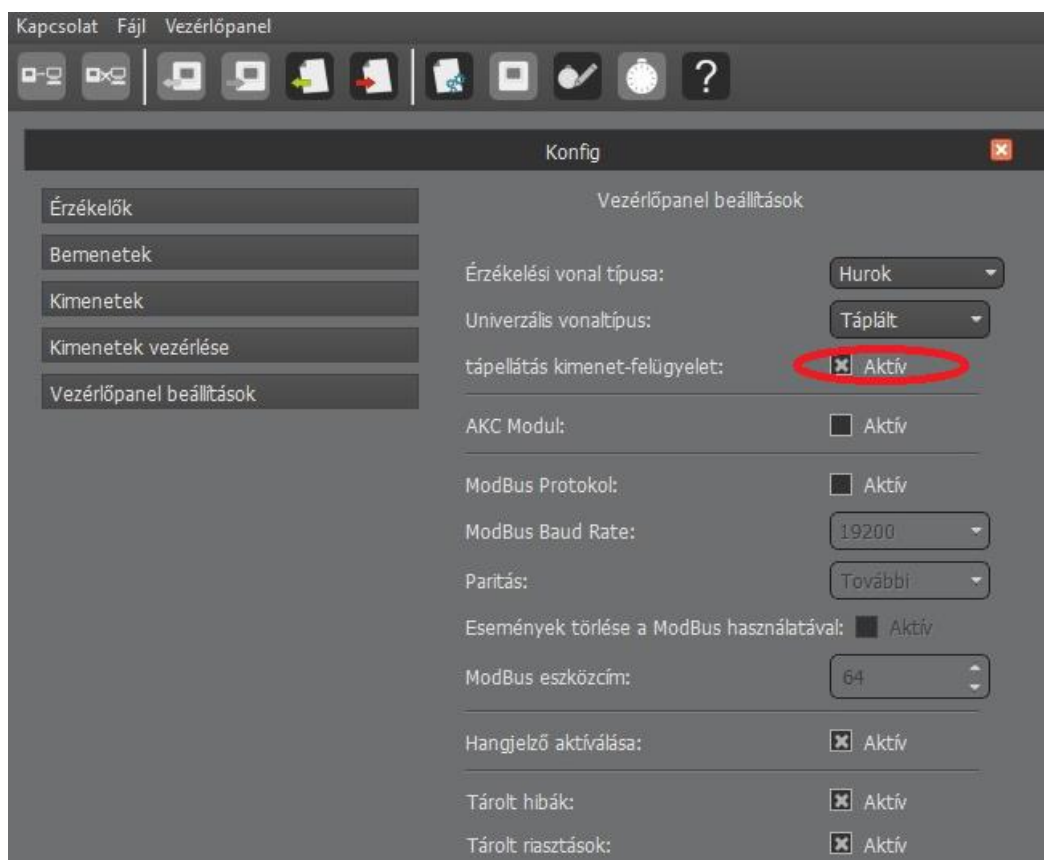 Kapcsolat Fájl Vezérlőpanel
?
Konfig
Érzékelők
Bemenetek
Kimenetek
Kimenetek vezérlése
Vezérlőpanel beállítások
Vezérlőpanel beállítások
Érzékelési vonal típusa: Hurok
Univerzális vonaltípus: Táplált
tápellátás kimenet-felügyelet: Aktív
AKC Modul: Aktív
ModBus Protokol: Aktív
ModBus Baud Rate: 19200
Paritás: További
Események törlése a ModBus használatával: Aktív
ModBus eszközcím: 64
Hangjelző aktíválása: Aktív
Tárolt hibák: Aktív
Tárolt riasztások: Aktív